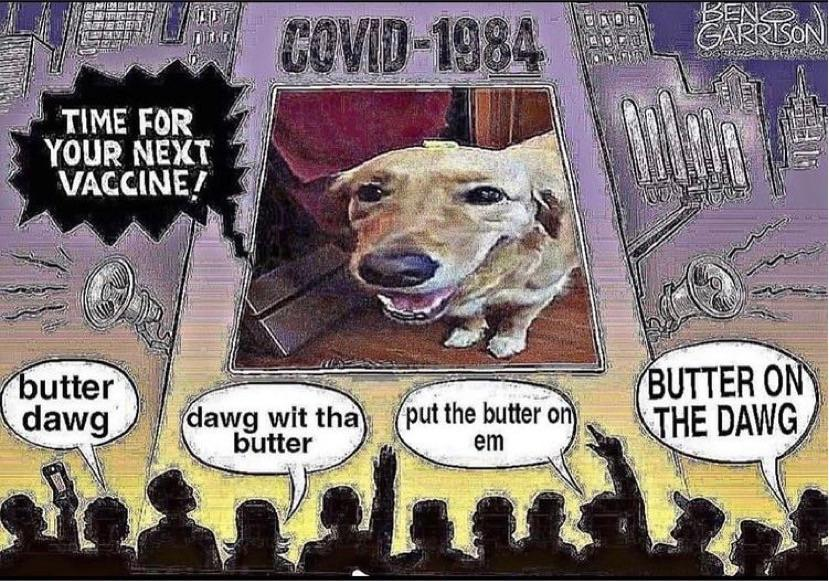 BEN
GARRISON
COVID-1984
TIME FOR
YOUR NEXT
VACCINE!
butter
dawg
dawg wit tha
butter
put the butter on
em
BUTTER ON
THE DAWG